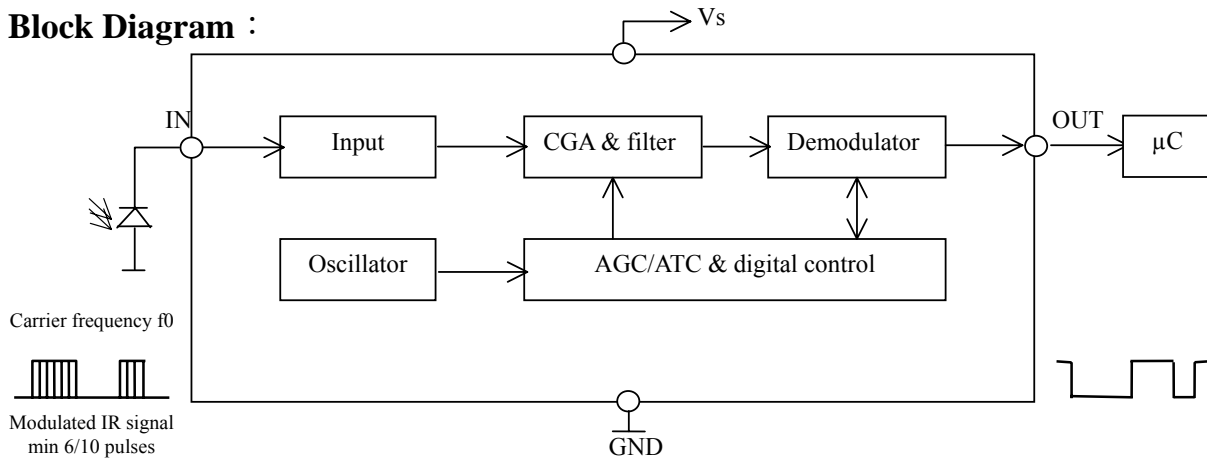 Block Diagram：
Vs
IN
Input
CGA & filter
Demodulator
OUT
µC
Oscillator
AGC/ATC & digital control
Carrier frequency f0
Modulated IR signal
min 6/10 pulses
GND